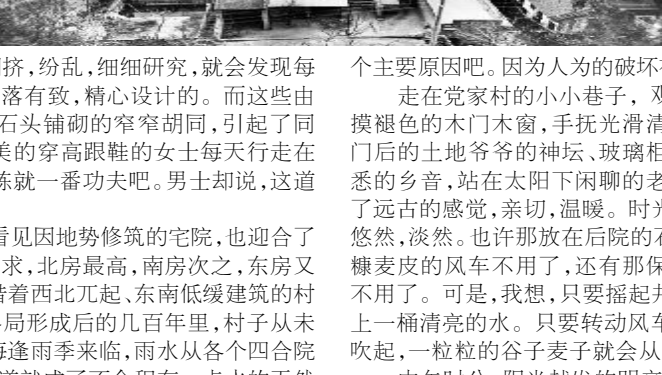 挤,纷乱,细细研究,就会发现每
落有致,精心设计的。而这些由
石头铺砌的窄窄胡同,引起了同
美的穿高跟鞋的女士每天行走在
练就一番功夫吧。男士却说,这道
看见因地势修筑的宅院,也迎合了
求,北房最高,南房次之,东房又
着西北兀起、东南低缓建筑的村
局形成后的几百年里,村子从未
每逢雨季来临,雨水从各个四合院
个主要原因吧。因为人为的破坏
走在党家村的小小巷子,
摸褪色的木门木窗,手抚光滑清
门后的土地爷爷的神坛、玻璃相
悉的乡音,站在太阳下闲聊的老
了远古的感觉,亲切,温暖。时光
悠然,淡然。也许那放在后院的石
糠麦皮的风车不用了,还有那保
不用了。可是,我想,只要摇起井
上一桶清亮的水。只要转动风车
吹起,一粒粒的谷子麦子就会从